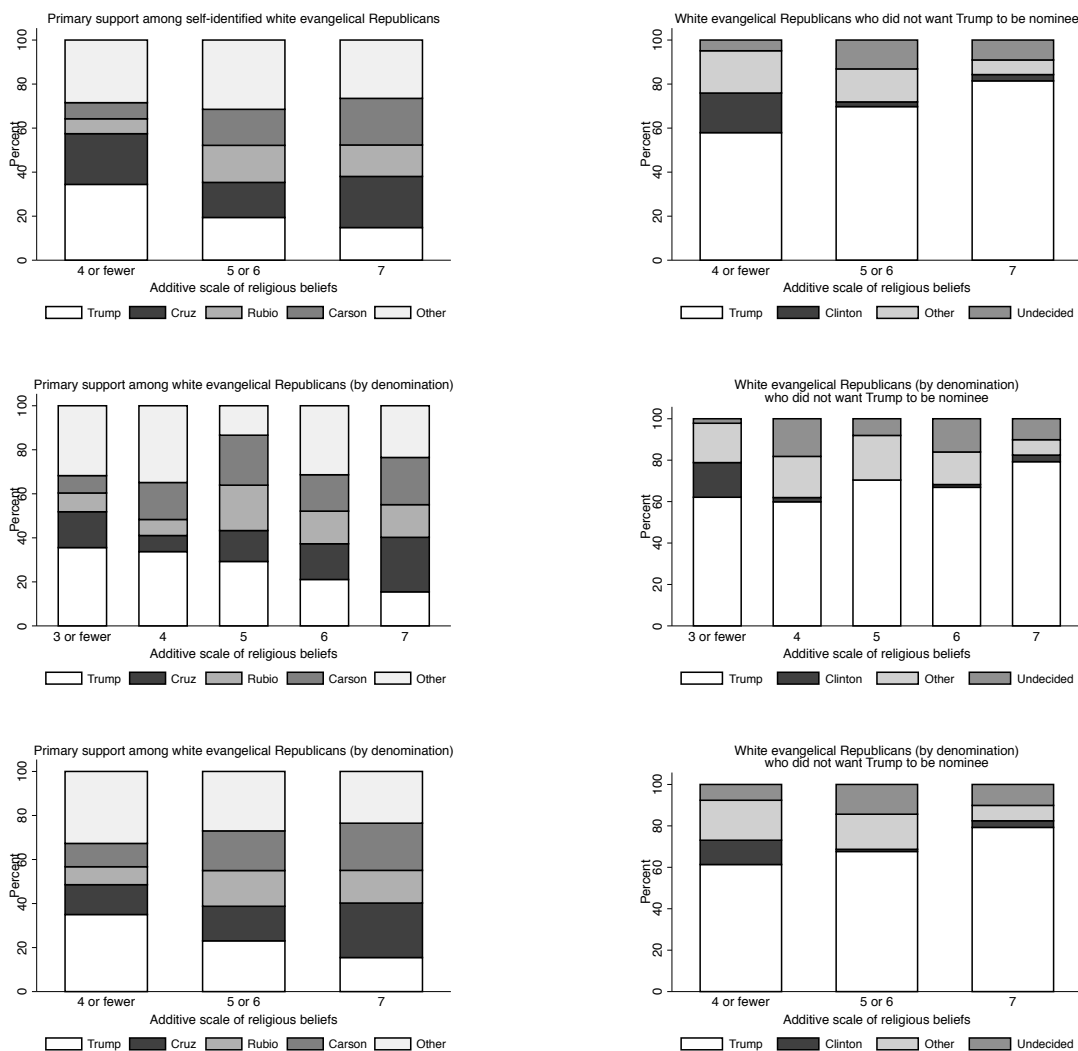 Primary support among self-identified white evangelical Republicans
Percent
0 20 40 60 80 100
4 or fewer 5 or 6 7
Additive scale of religious beliefs
Trump Cruz Rubio Carson Other
White evangelical Republicans who did not want Trump to be nominee
Percent
0 20 40 60 80 100
4 or fewer 5 or 6 7
Additive scale of religious beliefs
Trump Clinton Other Undecided
Primary support among white evangelical Republicans (by denomination)
Percent
0 20 40 60 80 100
3 or fewer 4 5 6 7
Additive scale of religious beliefs
Trump Cruz Rubio Carson Other
White evangelical Republicans (by denomination)
who did not want Trump to be nominee
Percent
0 20 40 60 80 100
3 or fewer 4 5 6 7
Additive scale of religious beliefs
Trump Clinton Other Undecided
Primary support among white evangelical Republicans (by denomination)
Percent
0 20 40 60 80 100
4 or fewer 5 or 6 7
Additive scale of religious beliefs
Trump Cruz Rubio Carson Other
White evangelical Republicans (by denomination)
who did not want Trump to be nominee
Percent
0 20 40 60 80 100
4 or fewer 5 or 6 7
Additive scale of religious beliefs
Trump Clinton Other Undecided